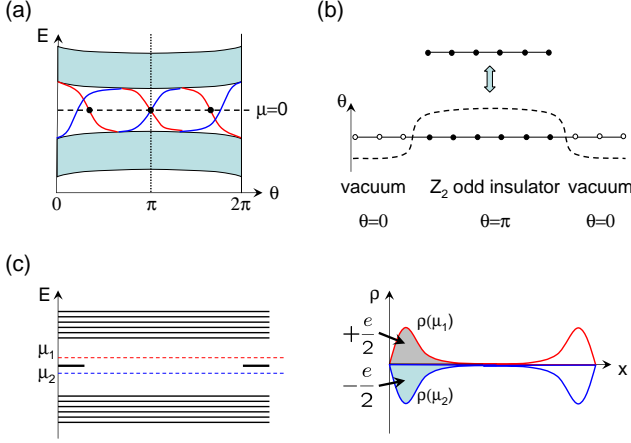 (a)
E
μ=0
0
π
2π
θ
(b)
θ
vacuum
Z₂ odd insulator
vacuum
θ=0
θ=π
θ=0
(c)
E
μ₁
μ₂
ρ
+e/2
ρ(μ₁)
x
−e/2
ρ(μ₂)